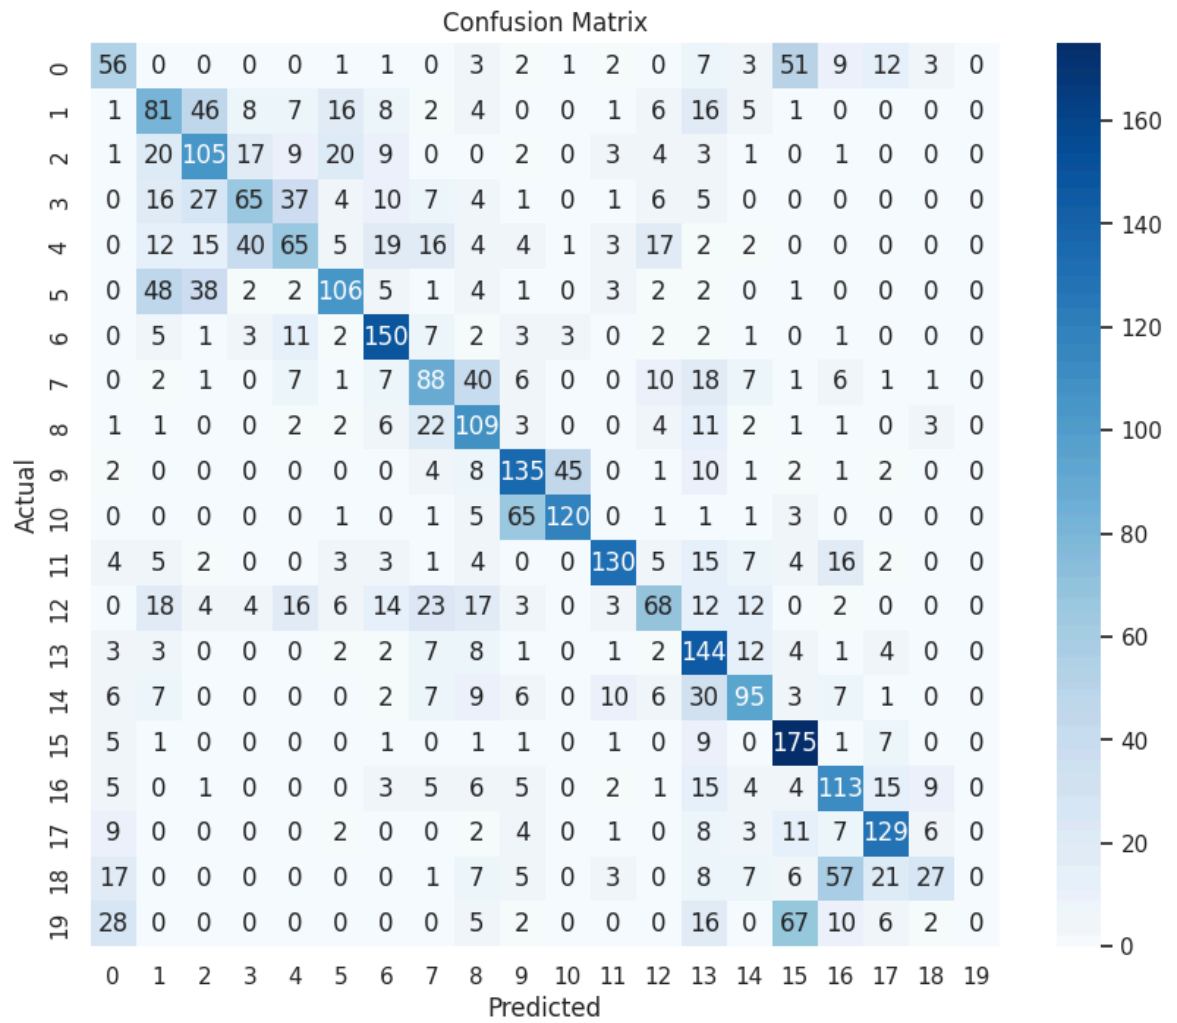 Confusion Matrix
0 56 0 0 0 0 1 1 0 3 2 1 2 0 7 3 51 9 12 3 0
1 1 81 46 8 7 16 8 2 4 0 0 1 6 16 5 1 0 0 0 0
2 1 20 105 17 9 20 9 0 0 2 0 3 4 3 1 0 1 0 0 0
3 0 16 27 65 37 4 10 7 4 1 0 1 6 5 0 0 0 0 0 0
4 0 12 15 40 65 5 19 16 4 4 1 3 17 2 2 0 0 0 0 0
5 0 48 38 2 2 106 5 1 4 1 0 3 2 2 0 1 0 0 0 0
6 0 5 1 3 11 2 150 7 2 3 3 0 2 2 1 0 1 0 0 0
7 0 2 1 0 7 1 7 88 40 6 0 0 10 18 7 1 6 1 1 0
8 1 1 0 0 2 2 6 22 109 3 0 0 4 11 2 1 1 0 3 0
9 2 0 0 0 0 0 0 4 8 135 45 0 1 10 1 2 1 2 0 0
10 0 0 0 0 0 1 0 1 5 65 120 0 1 1 1 3 0 0 0 0
11 4 5 2 0 0 3 3 1 4 0 0 130 5 15 7 4 16 2 0 0
12 0 18 4 4 16 6 14 23 17 3 0 3 68 12 12 0 2 0 0 0
13 3 3 0 0 0 2 2 7 8 1 0 1 2 144 12 4 1 4 0 0
14 6 7 0 0 0 0 2 7 9 6 0 10 6 30 95 3 7 1 0 0
15 5 1 0 0 0 0 1 0 1 1 0 1 0 9 0 175 1 7 0 0
16 5 0 1 0 0 0 3 5 6 5 0 2 1 15 4 4 113 15 9 0
17 9 0 0 0 0 2 0 0 2 4 0 1 0 8 3 11 7 129 6 0
18 17 0 0 0 0 0 0 1 7 5 0 3 0 8 7 6 57 21 27 0
19 28 0 0 0 0 0 0 0 5 2 0 0 0 16 0 67 10 6 2 0
0 1 2 3 4 5 6 7 8 9 10 11 12 13 14 15 16 17 18 19
Predicted
Actual
160
140
120
100
80
60
40
20
0